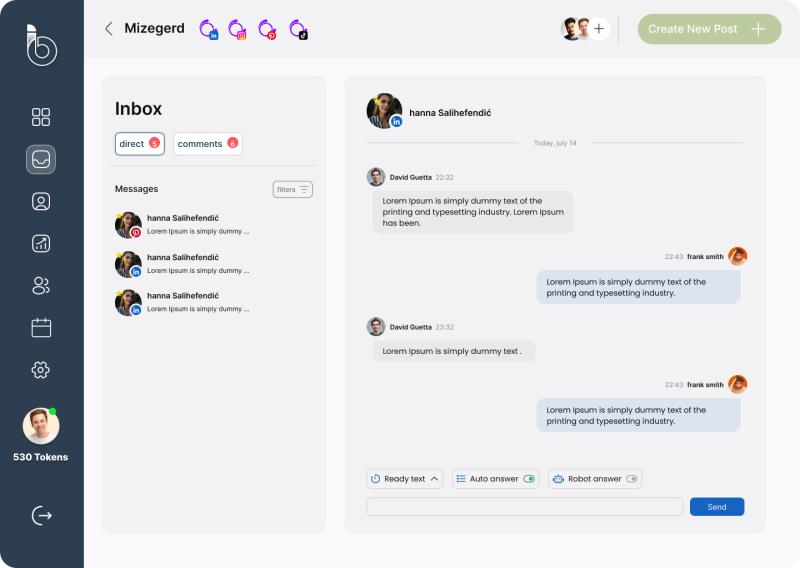 Mizegerd
Create New Post
530 Tokens
Inbox
direct 5
comments 6
Messages
filters
hanna Salihefendić
Lorem Ipsum is simply dummy ...
hanna Salihefendić
Lorem Ipsum is simply dummy ...
hanna Salihefendić
Lorem Ipsum is simply dummy ...
hanna Salihefendić
Today, july 14
David Guetta 22:32
Lorem Ipsum is simply dummy text of the
printing and typesetting industry. Lorem Ipsum
has been.
22:43 frank smith
Lorem Ipsum is simply dummy text of the
printing and typesetting industry.
David Guetta 23:32
Lorem Ipsum is simply dummy text .
22:43 frank smith
Lorem Ipsum is simply dummy text of the
printing and typesetting industry.
Ready text
Auto answer
Robot answer
Send